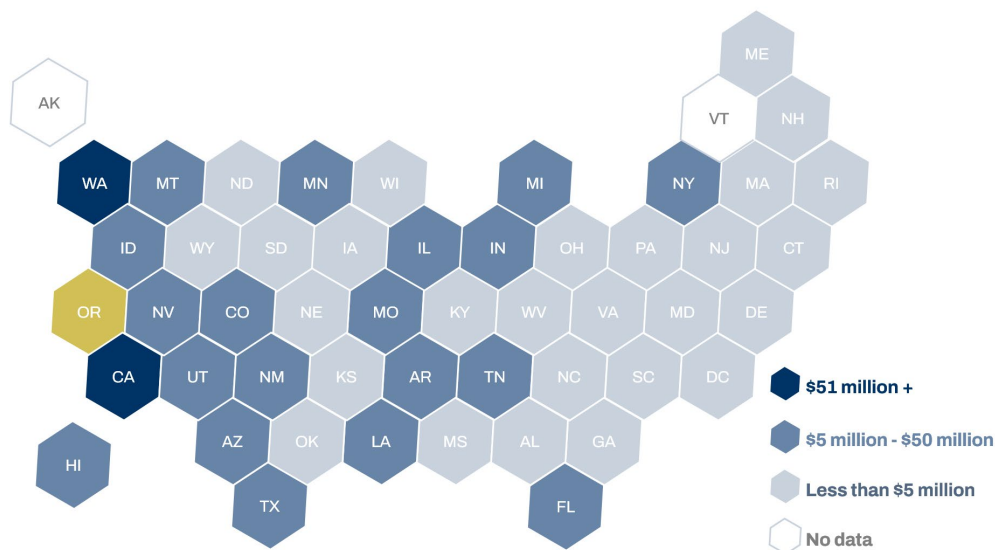 ME
AK
VT
NH
WA
MT
ND
MN
WI
MI
NY
MA
RI
ID
WY
SD
IA
IL
IN
OH
PA
NJ
CT
OR
NV
CO
NE
MO
KY
WV
VA
MD
DE
CA
UT
NM
KS
AR
TN
NC
SC
DC
$51 million +
HI
AZ
OK
LA
MS
AL
GA
$5 million - $50 million
TX
FL
Less than $5 million
No data